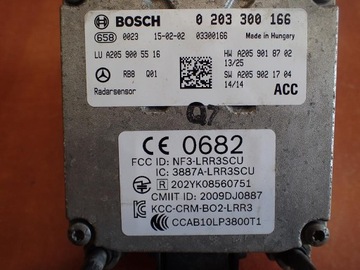 BOSCH 0 203 300 166
658 0023 15-02-02 03300166 Made in Hungary
LU A205 900 55 16 HW A205 901 87 02
13/25
RBB Q01 SW A205 902 17 04
Radarsensor 14/14 ACC
Q7
CE 0682
FCC ID: NF3-LRR3SCU
IC: 3887A-LRR3SCU
R 202YK08560751
CMIIT ID: 2009DJ0887
KCC-CRM-BO2-LRR3
CCAB10LP3800T1